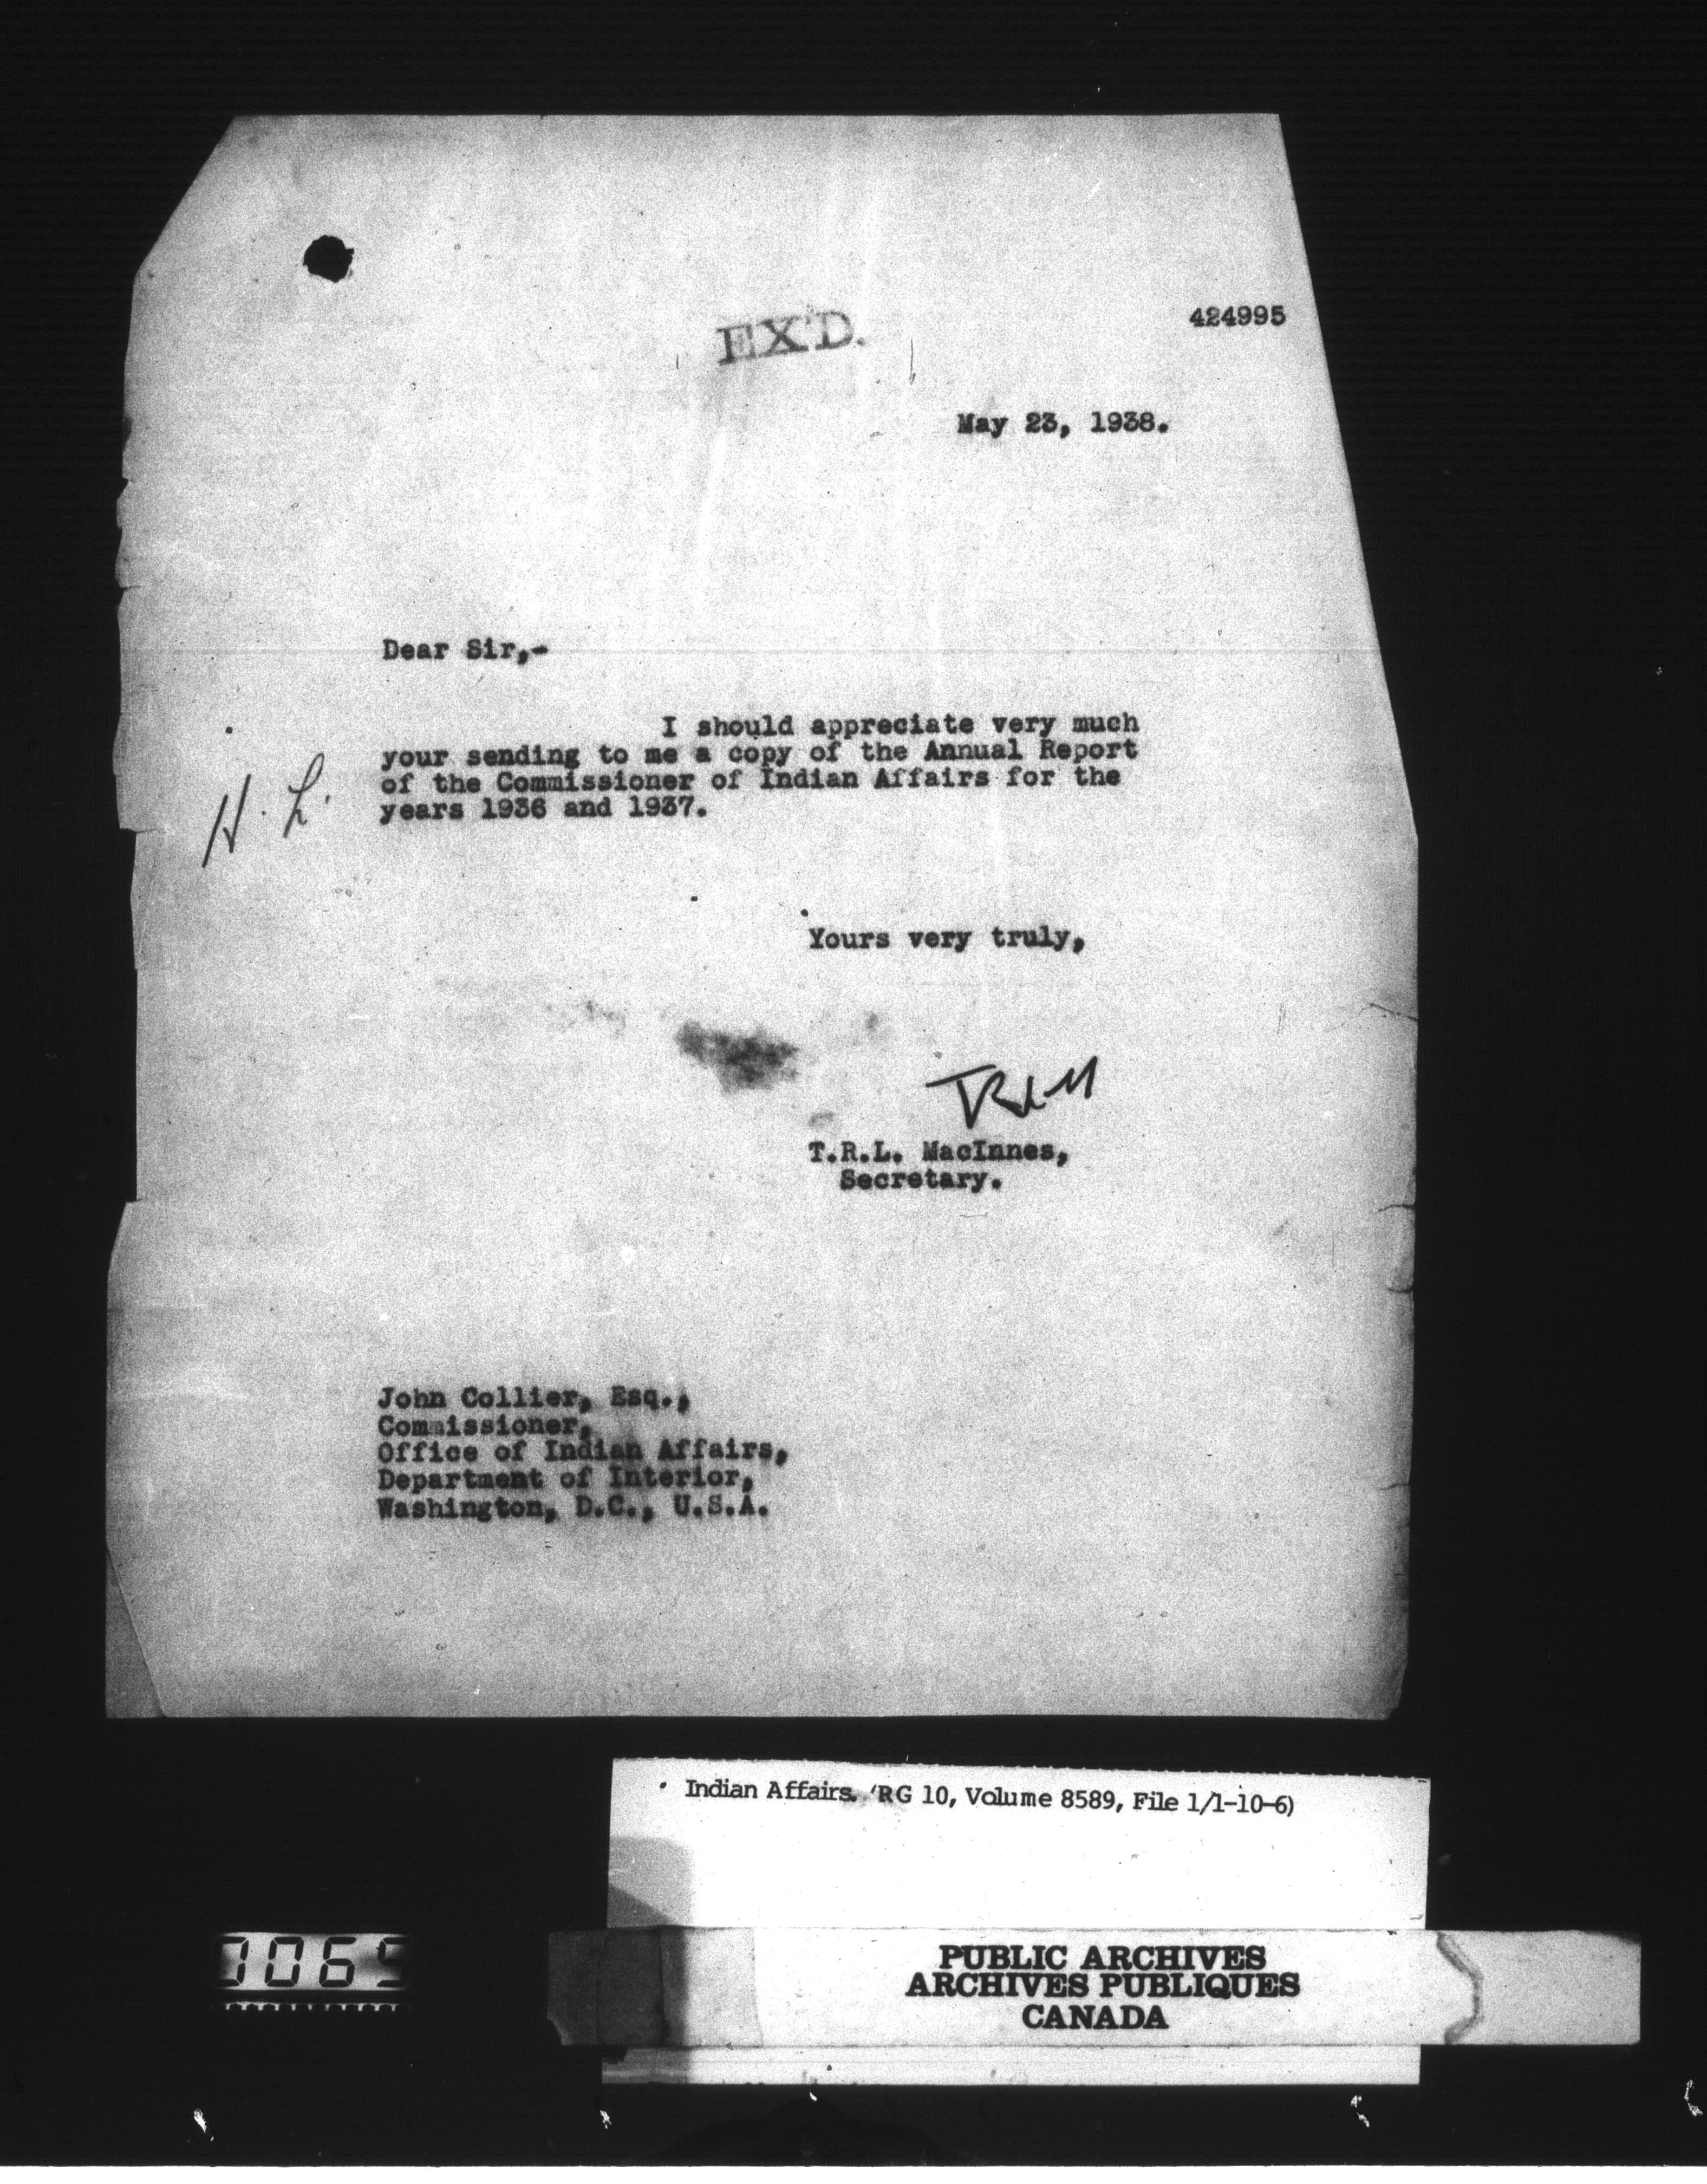 EX'D.
424995
May 23, 1938.
Dear Sir,-
I should appreciate very much
your sending to me a copy of the Annual Report
of the Commissioner of Indian Affairs for the
years 1936 and 1937.
H. L.
Yours very truly,
TRLM
T.R.L. MacInnes,
Secretary.
John Collier, Esq.,
Commissioner,
Office of Indian Affairs,
Department of Interior,
Washington, D.C., U.S.A.
Indian Affairs. (RG 10, Volume 8589, File 1/1-10-6)
PUBLIC ARCHIVES
ARCHIVES PUBLIQUES
CANADA